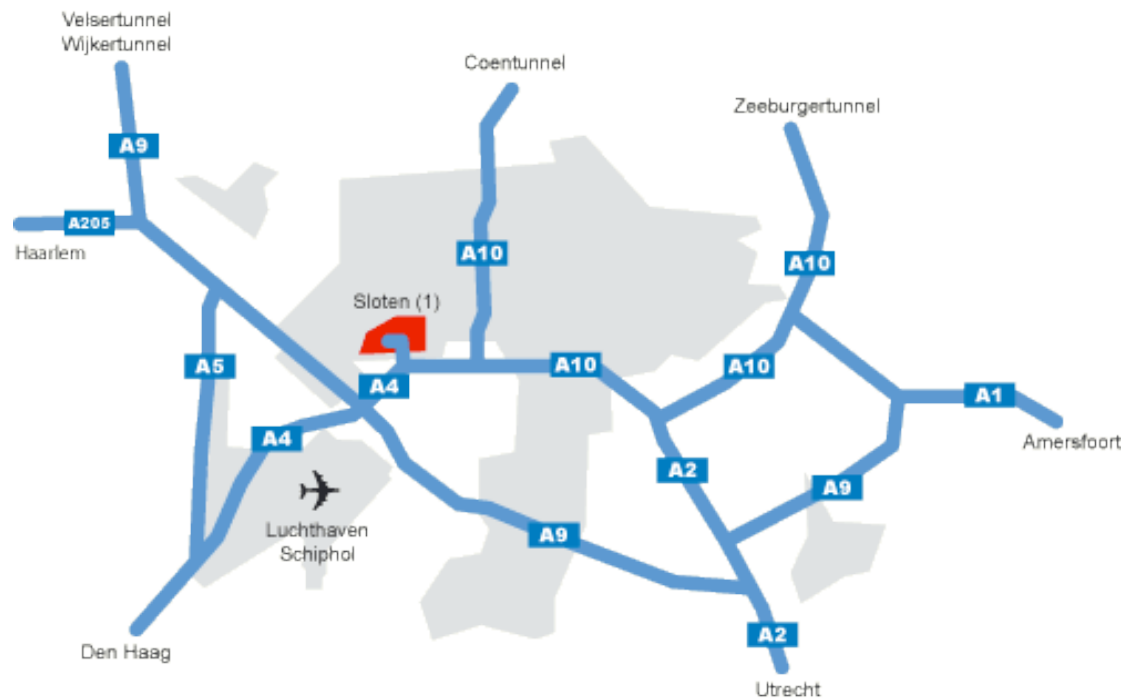 Velsertunnel
Wijkertunnel
Coentunnel
Zeeburgertunnel
A9
A205
Haarlem
A10
A10
Sloten (1)
A5
A4
A10
A10
A1
Amersfoort
A4
A2
A9
Luchthaven
Schiphol
A9
Den Haag
A2
Utrecht